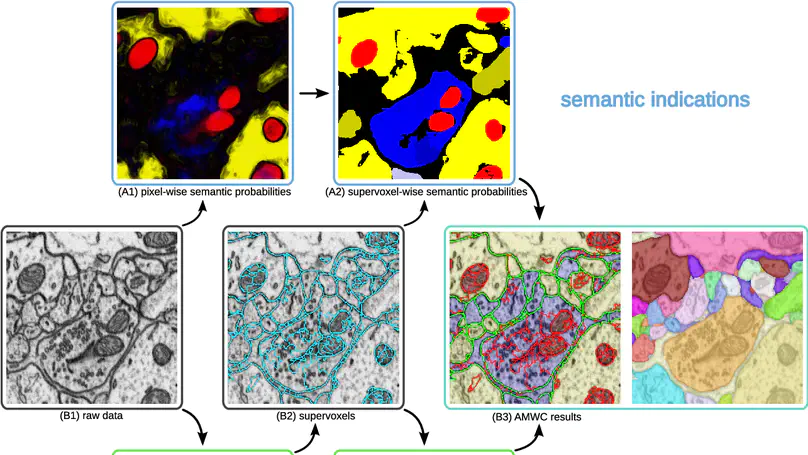 semantic indications
(A1) pixel-wise semantic probabilities
(A2) supervoxel-wise semantic probabilities
(B1) raw data
(B2) supervoxels
(B3) AMWC results